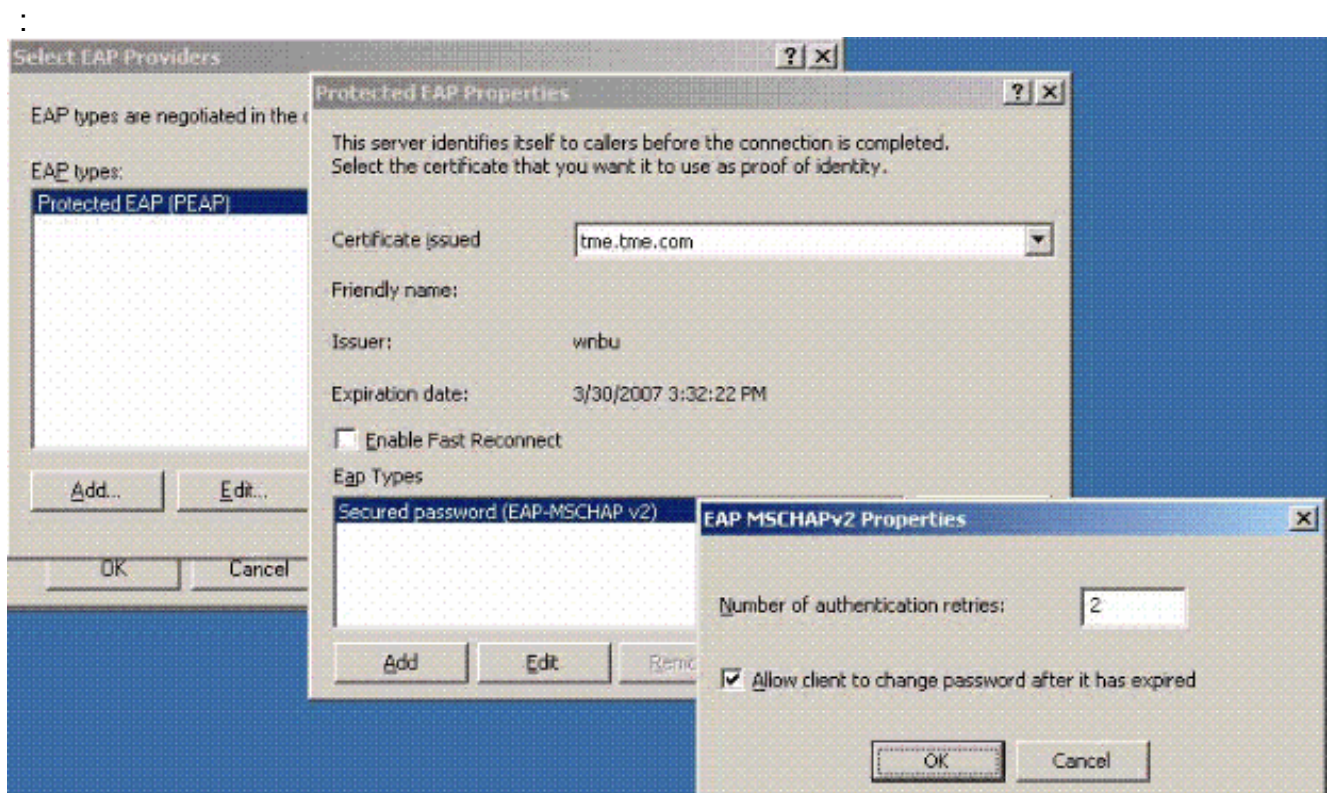 :
Select EAP Providers
EAP types are negotiated in the
EAP types:
Protected EAP (PEAP)
Add...
Edit...
OK
Cancel
Protected EAP Properties
This server identifies itself to callers before the connection is completed.
Select the certificate that you want it to use as proof of identity.
Certificate issued
tme.tme.com
Friendly name:
Issuer:
wnbu
Expiration date:
3/30/2007 3:32:22 PM
Enable Fast Reconnect
Eap Types
Secured password (EAP-MSCHAP v2)
Add
Edit
EAP MSCHAPv2 Properties
Number of authentication retries:
2
Allow client to change password after it has expired
OK
Cancel